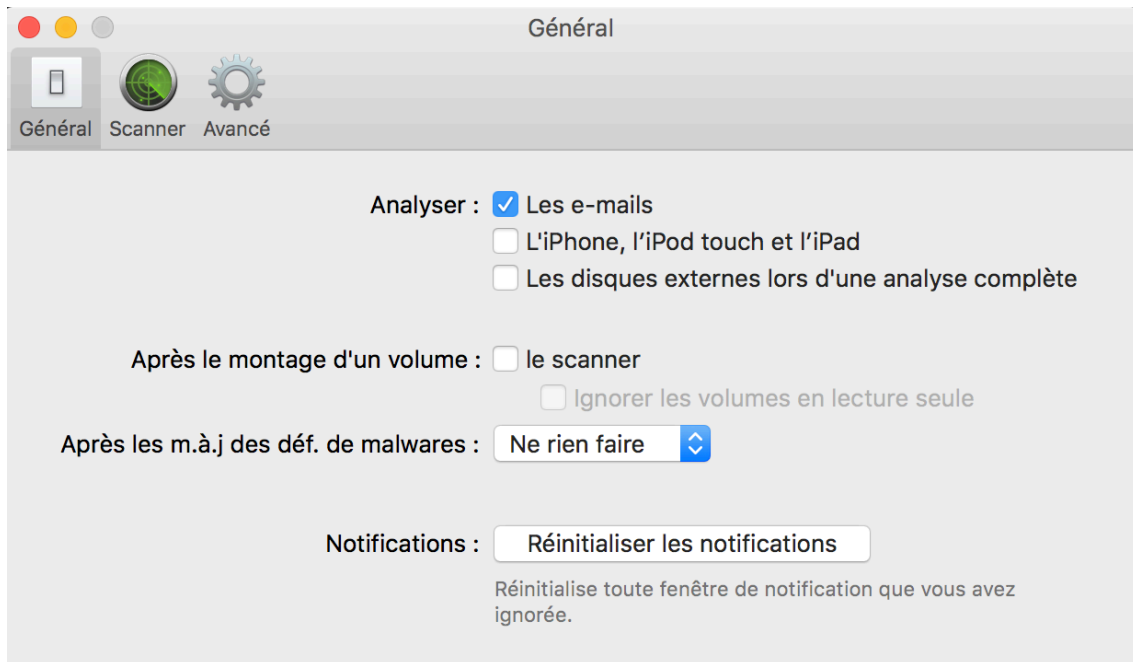 Général
Général Scanner Avancé
Analyser : Les e-mails
L'iPhone, l’iPod touch et l’iPad
Les disques externes lors d'une analyse complète
Après le montage d'un volume : le scanner
Ignorer les volumes en lecture seule
Après les m.à.j des déf. de malwares : Ne rien faire
Notifications : Réinitialiser les notifications
Réinitialise toute fenêtre de notification que vous avez
ignorée.